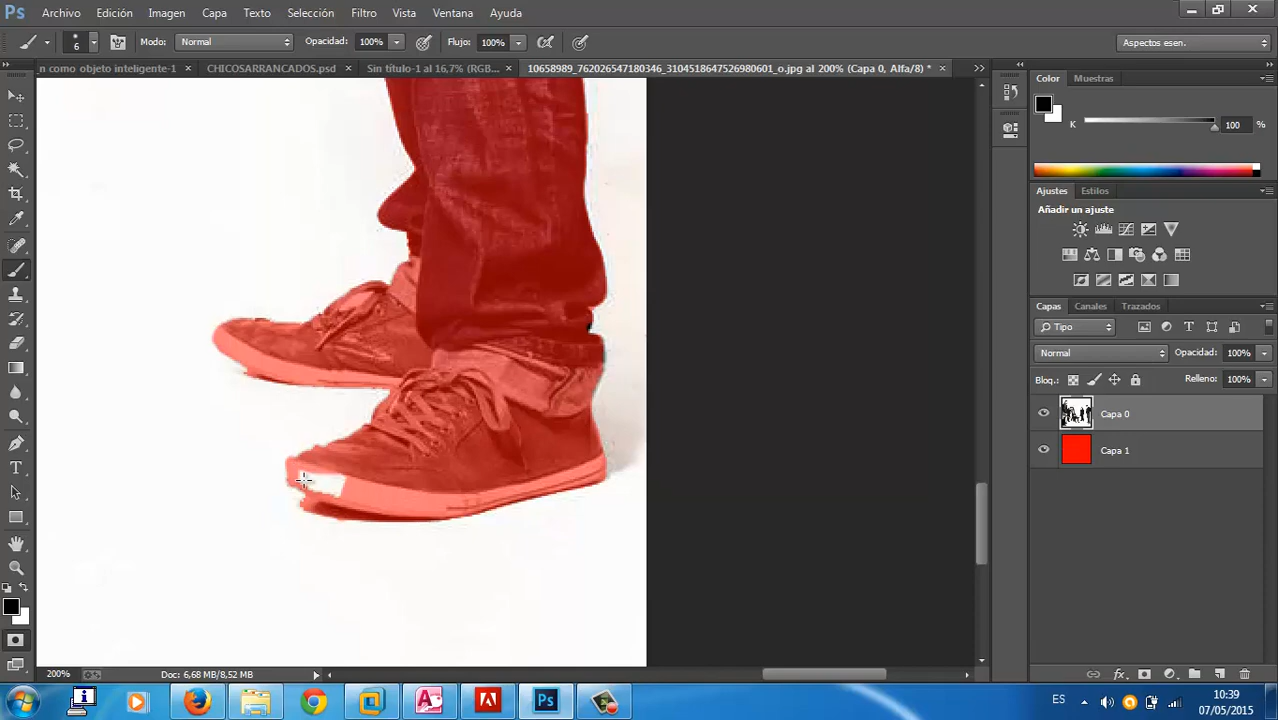 Ps Archivo Edición Imagen Capa Texto Selección Filtro Vista Ventana Ayuda
6 Modo: Normal Opacidad: 100% Flujo: 100% Aspectos esen.
_n como objeto inteligente-1 × CHICOSARRANCADOS.psd × Sin título-1 al 16,7% (RGB... × 10658989_762026547180346_3104518647526980601_o.jpg al 200% (Capa 0, Alfa/8) * ×
Color Muestras
K 100 %
Ajustes Estilos
Añadir un ajuste
Capas Canales Trazados
Tipo
Normal Opacidad: 100%
Bloq.: Relleno: 100%
Capa 0
Capa 1
200% Doc: 6,68 MB/8,52 MB
ES 10:39
07/05/2015